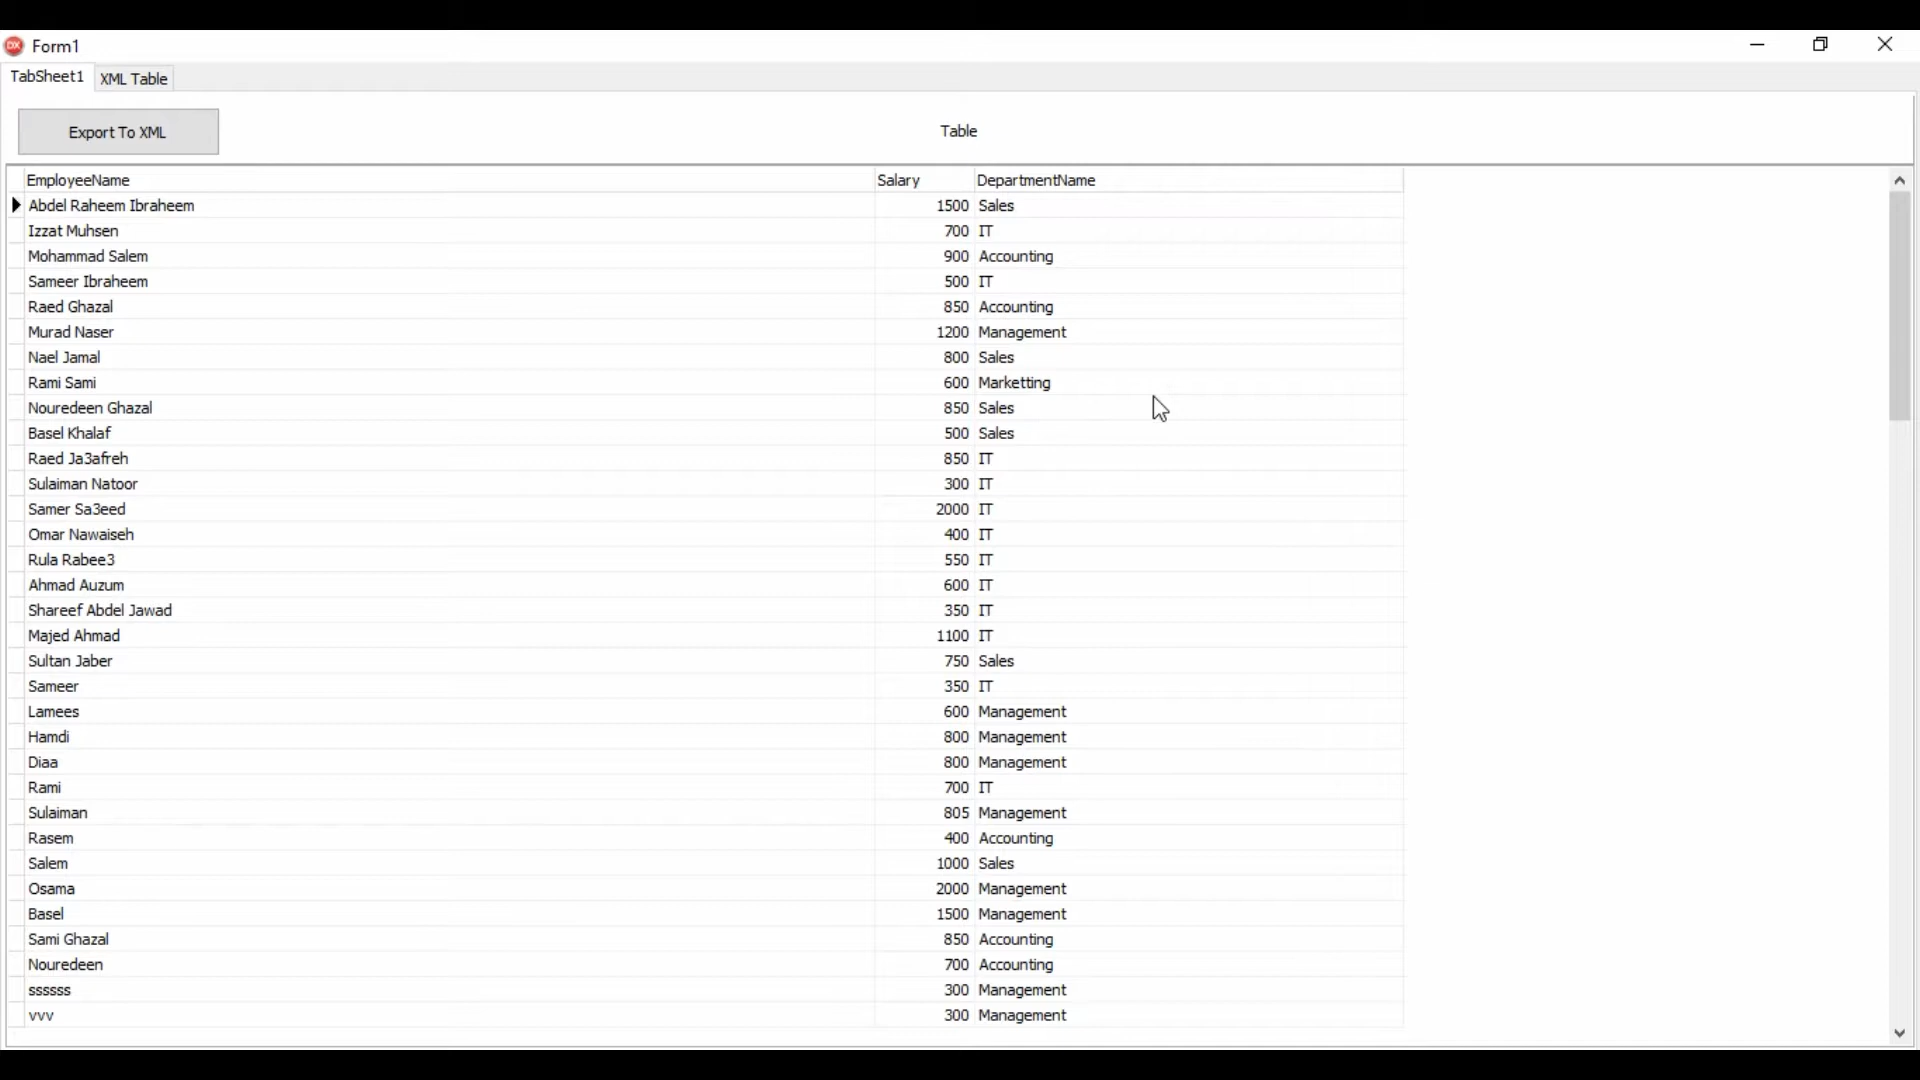 Form1
TabSheet1 XML Table
Export To XML Table
EmployeeName Salary DepartmentName
Abdel Raheem Ibraheem 1500 Sales
Izzat Muhsen 700 IT
Mohammad Salem 900 Accounting
Sameer Ibraheem 500 IT
Raed Ghazal 850 Accounting
Murad Naser 1200 Management
Nael Jamal 800 Sales
Rami Sami 600 Marketting
Nouredeen Ghazal 850 Sales
Basel Khalaf 500 Sales
Raed Ja3afreh 850 IT
Sulaiman Natoor 300 IT
Samer Sa3eed 2000 IT
Omar Nawaiseh 400 IT
Rula Rabee3 550 IT
Ahmad Auzum 600 IT
Shareef Abdel Jawad 350 IT
Majed Ahmad 1100 IT
Sultan Jaber 750 Sales
Sameer 350 IT
Lamees 600 Management
Hamdi 800 Management
Diaa 800 Management
Rami 700 IT
Sulaiman 805 Management
Rasem 400 Accounting
Salem 1000 Sales
Osama 2000 Management
Basel 1500 Management
Sami Ghazal 850 Accounting
Nouredeen 700 Accounting
ssssss 300 Management
vvv 300 Management